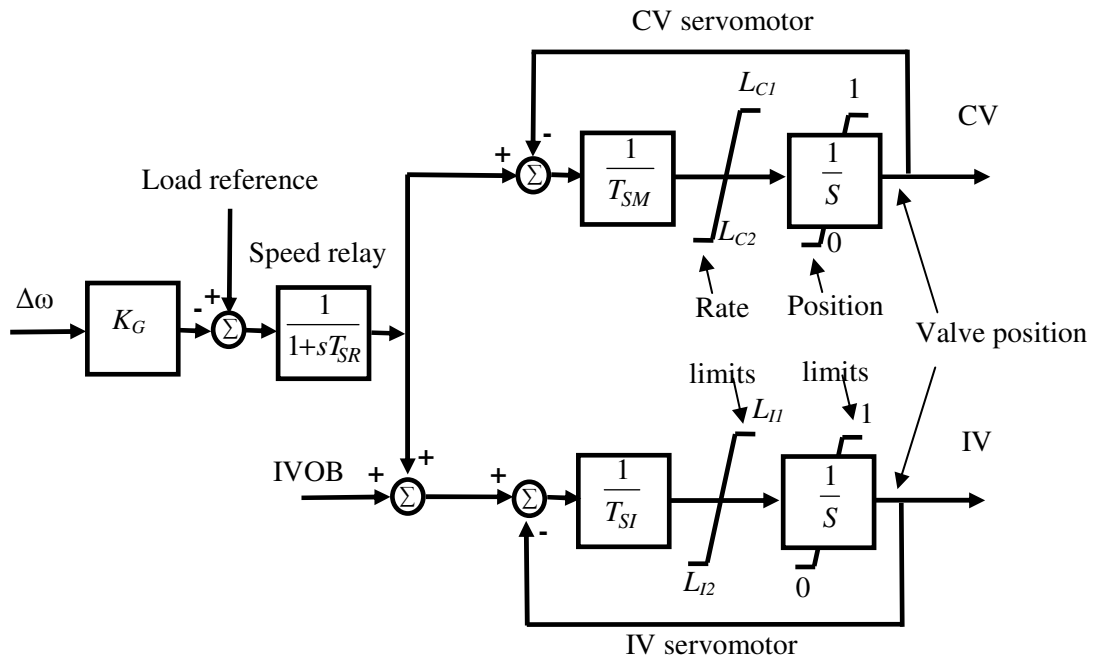 CV servomotor
L_C1
1
CV
-
+
Σ
1
T_SM
1
S
Load reference
L_C2
0
Speed relay
Rate
Position
Δω
K_G
-
+
Σ
1
1+sT_SR
Valve position
limits
limits
L_I1
1
IV
IVOB
+
+
Σ
+
Σ
-
1
T_SI
1
S
L_I2
0
IV servomotor